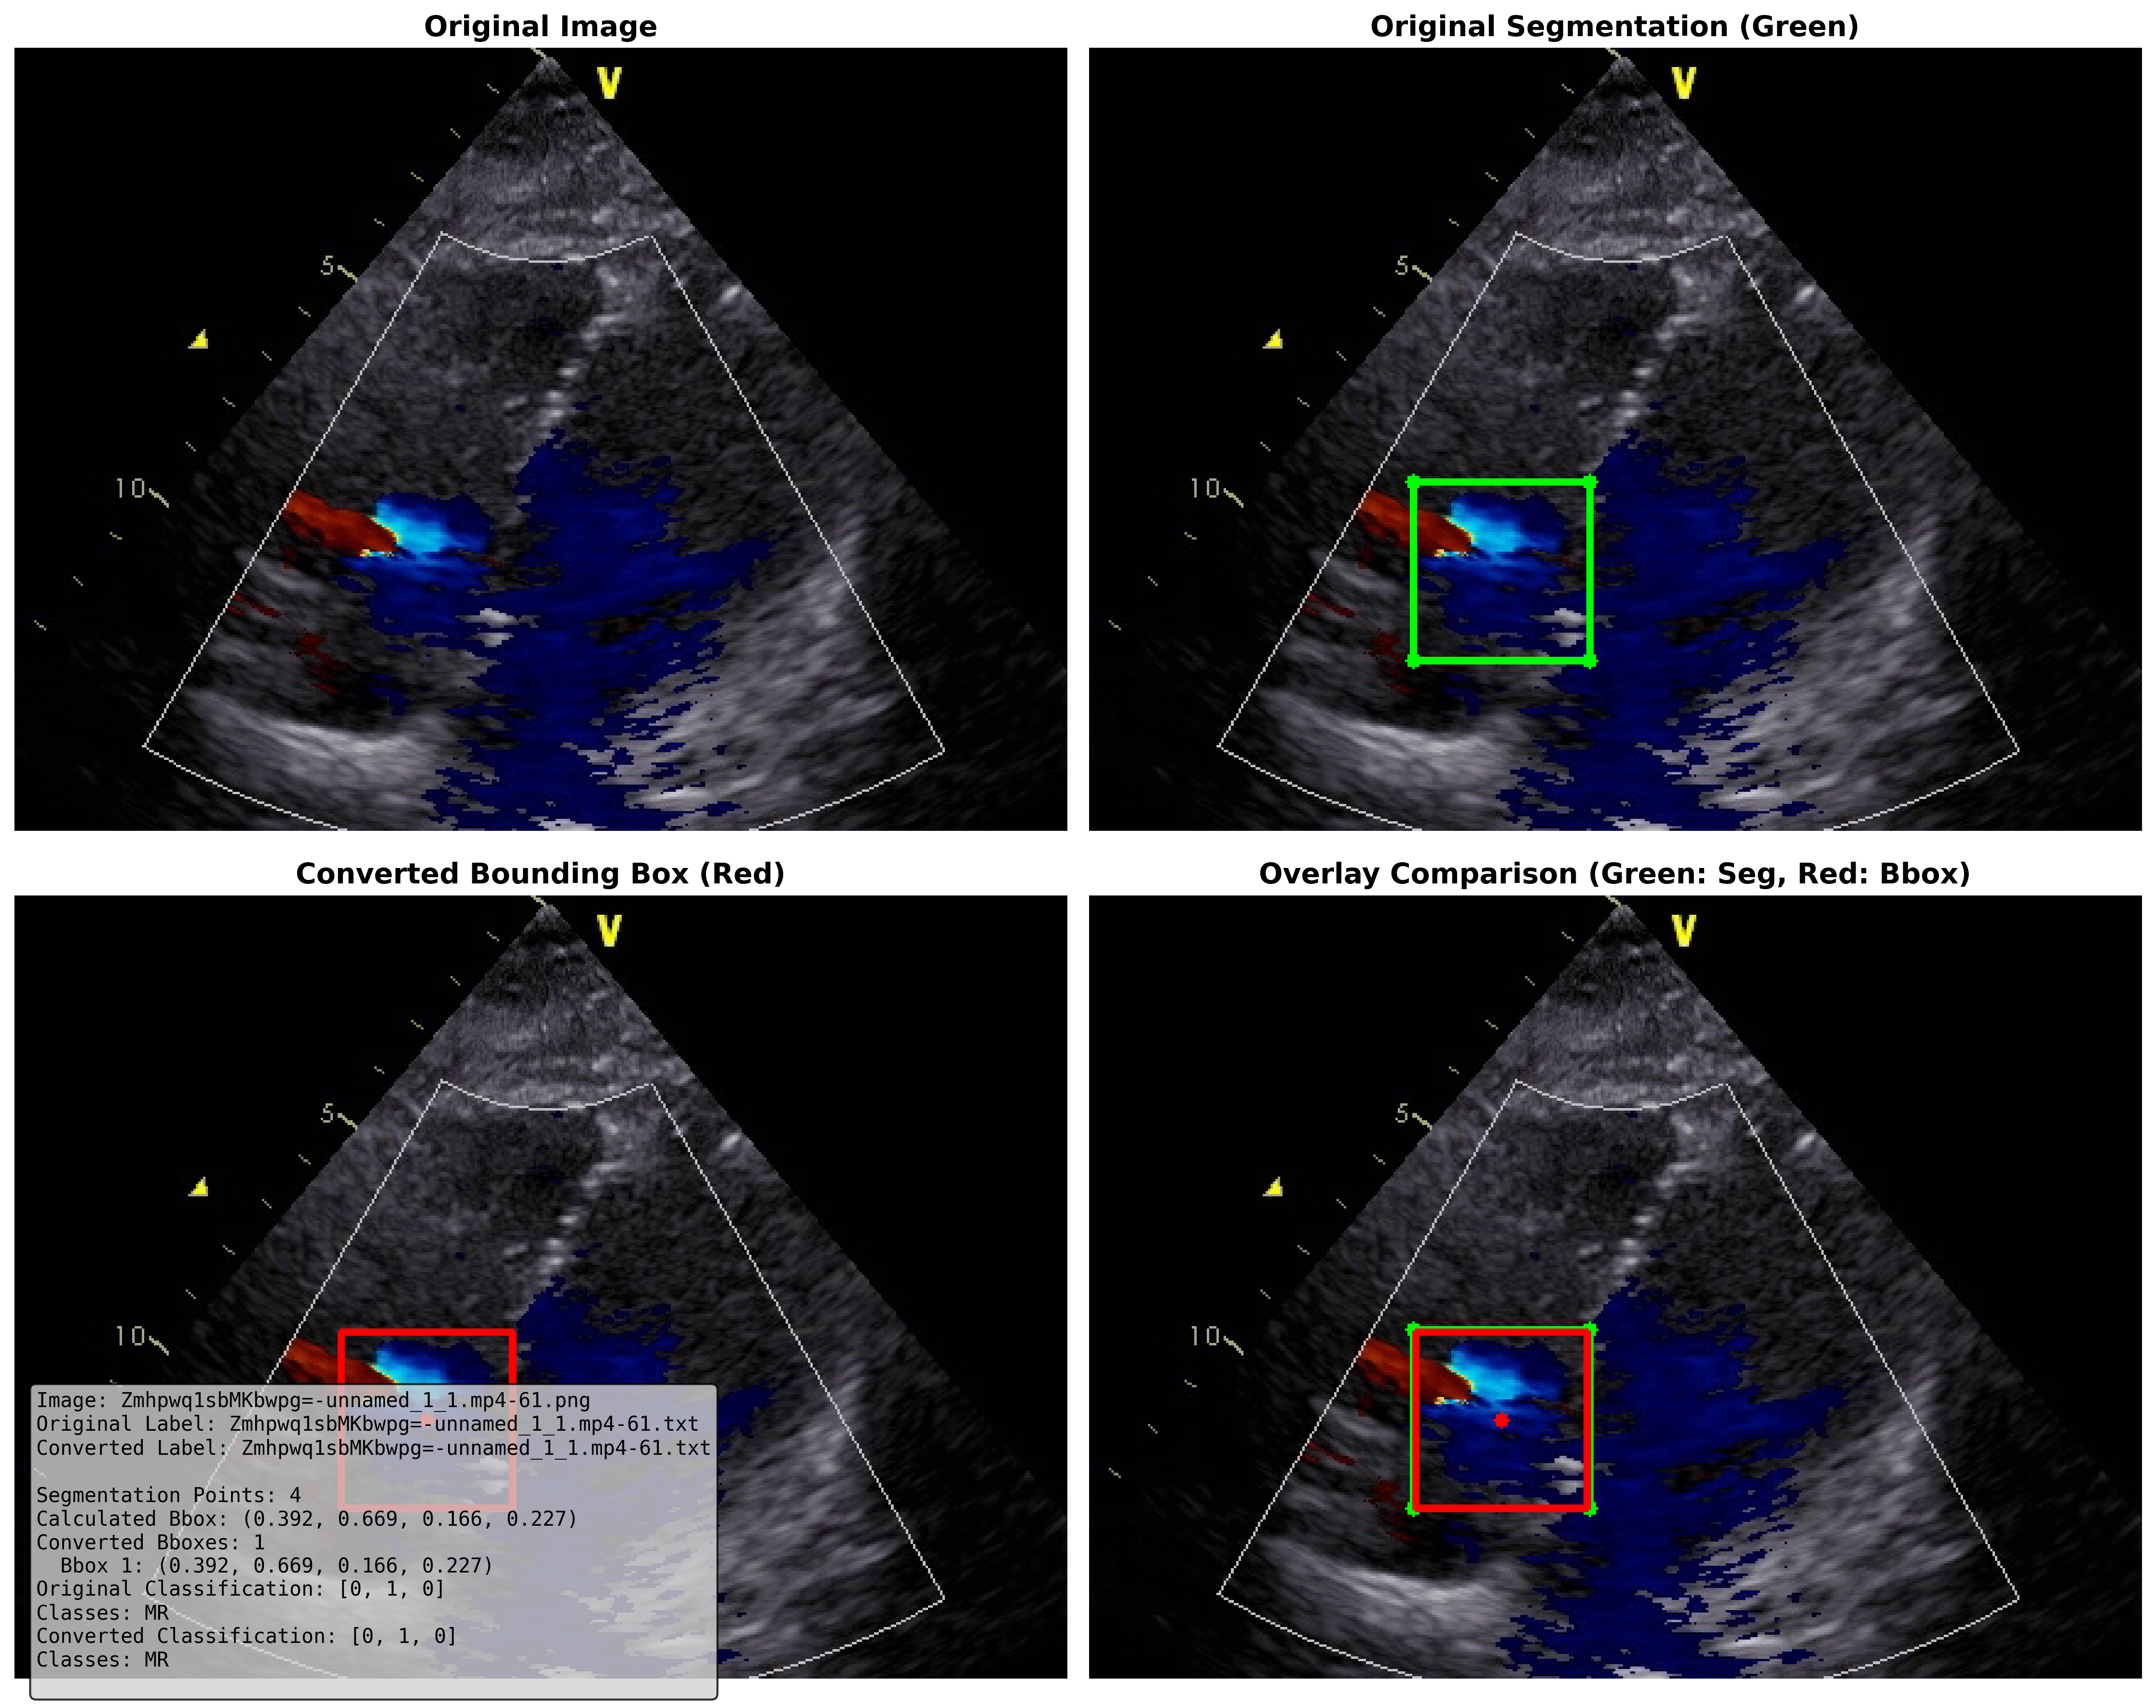 Original Image
Original Segmentation (Green)
V
5
10
V
5
10
Converted Bounding Box (Red)
Overlay Comparison (Green: Seg, Red: Bbox)
V
5
10
V
5
10
Image: Zmhpwq1sbMKbwpg=-unnamed_1_1.mp4-61.png
Original Label: Zmhpwq1sbMKbwpg=-unnamed_1_1.mp4-61.txt
Converted Label: Zmhpwq1sbMKbwpg=-unnamed_1_1.mp4-61.txt
Segmentation Points: 4
Calculated Bbox: (0.392, 0.669, 0.166, 0.227)
Converted Bboxes: 1
Bbox 1: (0.392, 0.669, 0.166, 0.227)
Original Classification: [0, 1, 0]
Classes: MR
Converted Classification: [0, 1, 0]
Classes: MR